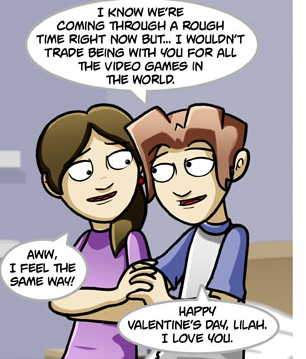 I KNOW WE'RE
COMING THROUGH A ROUGH
TIME RIGHT NOW BUT... I WOULDN'T
TRADE BEING WITH YOU FOR ALL
THE VIDEO GAMES IN
THE WORLD.
AWW,
I FEEL THE
SAME WAY!
HAPPY
VALENTINE'S DAY, LILAH.
I LOVE YOU.